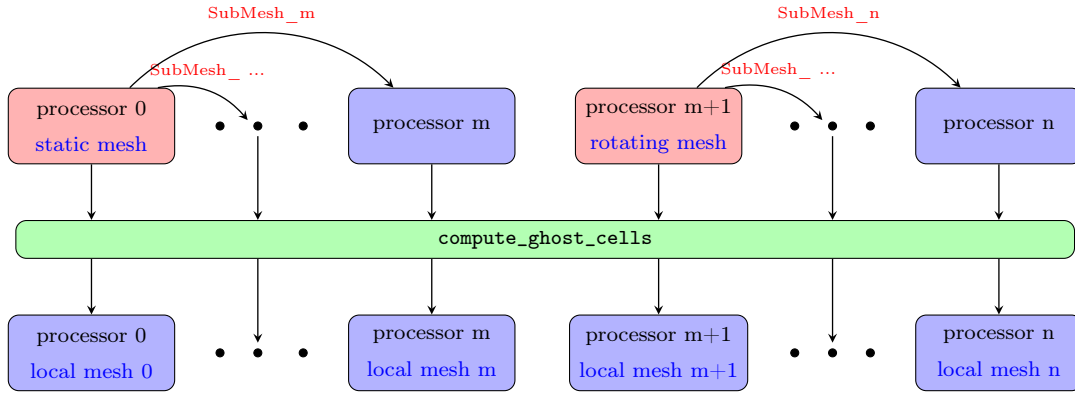 SubMesh_m
SubMesh_n
SubMesh_ ...
SubMesh_ ...
processor 0
static mesh
processor m
processor m+1
rotating mesh
processor n
compute_ghost_cells
processor 0
local mesh 0
processor m
local mesh m
processor m+1
local mesh m+1
processor n
local mesh n